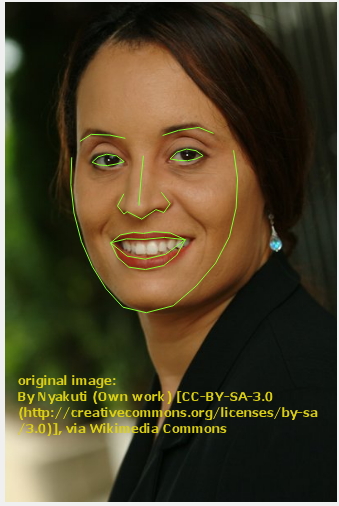 original image:
By Nyakuti (Own work) [CC-BY-SA-3.0
(http://creativecommons.org/licenses/by-sa
/3.0)], via Wikimedia Commons